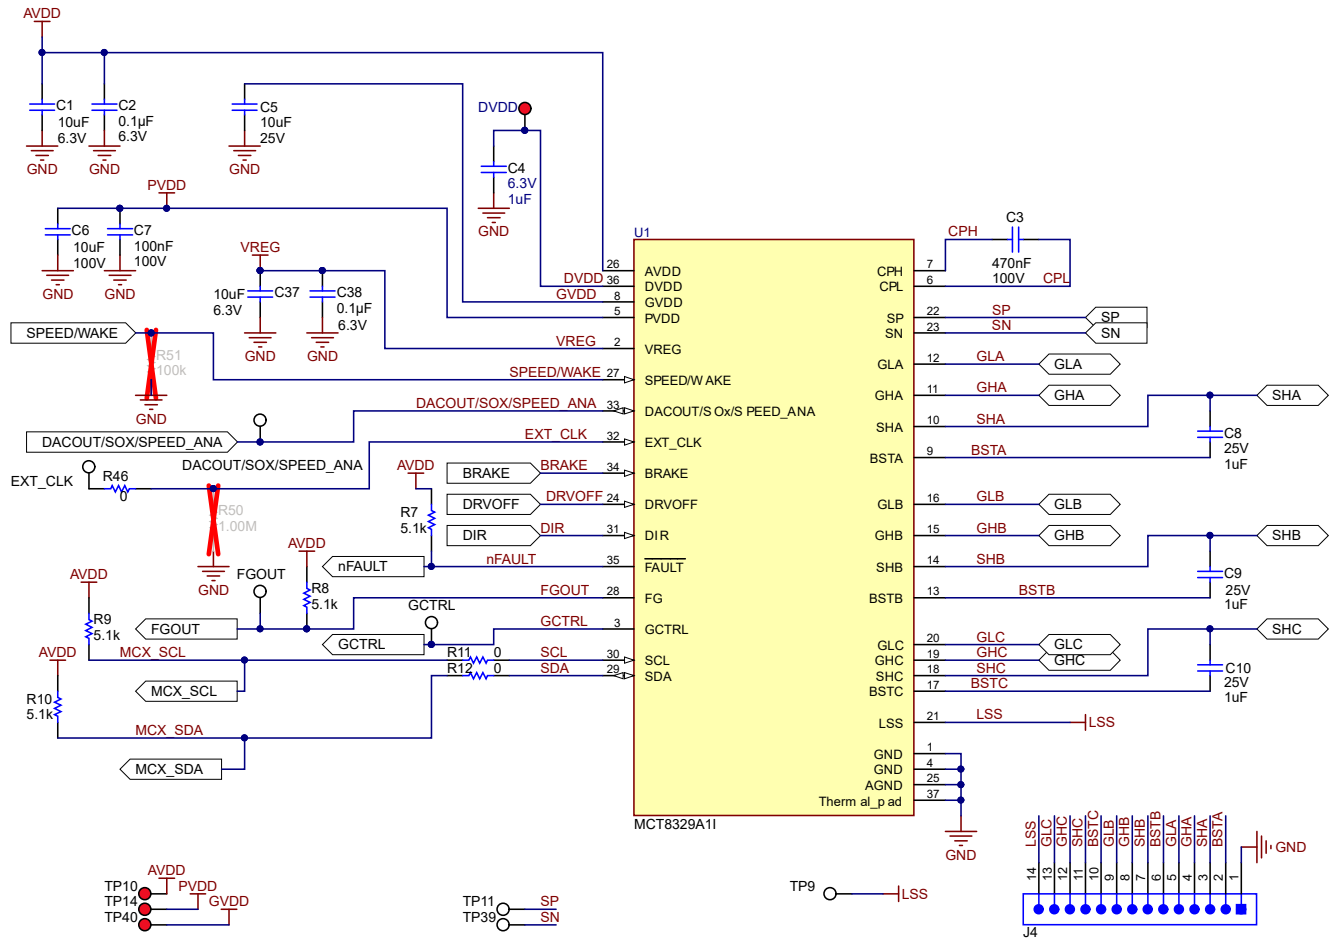 AVDD
C1
10uF
6.3V
GND
C2
0.1µF
6.3V
GND
C5
10uF
25V
GND
DVDD
C4
6.3V
1uF
GND
PVDD
C6
10uF
100V
GND
C7
100nF
100V
GND
VREG
10uF
6.3V
C37
GND
C38
0.1µF
6.3V
GND
SPEED/WAKE
R51
100k
GND
DACOUT/SOX/SPEED_ANA
DACOUT/SOX/SPEED_ANA
EXT_CLK
R46
0
R50
1.00M
GND
AVDD
R7
5.1k
BRAKE
DRVOFF
DIR
nFAULT
AVDD
R8
5.1k
FGOUT
FGOUT
GCTRL
GCTRL
AVDD
R9
5.1k
MCX_SCL
MCX_SCL
AVDD
R10
5.1k
MCX_SDA
MCX_SDA
R11 0
R12 0
DVDD
GVDD
VREG
SPEED/WAKE
DACOUT/SOX/SPEED_ANA
EXT_CLK
BRAKE
DRVOFF
DIR
nFAULT
FGOUT
GCTRL
SCL
SDA
U1
26 AVDD
36 DVDD
8 GVDD
5 PVDD
2 VREG
27 SPEED/W AKE
33 DACOUT/S Ox/S PEED_ANA
32 EXT_CLK
34 BRAKE
24 DRVOFF
31 DIR
35 FAULT
28 FG
3 GCTRL
30 SCL
29 SDA
MCT8329A1I
CPH 7 CPH
CPL 6 CPL
C3
470nF
100V
SP 22 SP SP
SN 23 SN SN
GLA 12 GLA GLA
GHA 11 GHA GHA
SHA 10 SHA SHA
BSTA 9 BSTA
C8
25V
1uF
GLB 16 GLB GLB
GHB 15 GHB GHB
SHB 14 SHB SHB
BSTB 13 BSTB
C9
25V
1uF
GLC 20 GLC GLC
GHC 19 GHC GHC
SHC 18 SHC SHC
BSTC 17 BSTC
C10
25V
1uF
LSS 21 LSS LSS
GND 1
GND 4
AGND 25
Therm al_p ad 37
GND
TP10 AVDD
TP14 PVDD
TP40 GVDD
TP11 SP
TP39 SN
TP9 LSS
LSS
GLC
GHC
SHC
BSTC
GLB
GHB
SHB
BSTB
GLA
GHA
SHA
BSTA
GND
14
13
12
11
10
9
8
7
6
5
4
3
2
1
J4